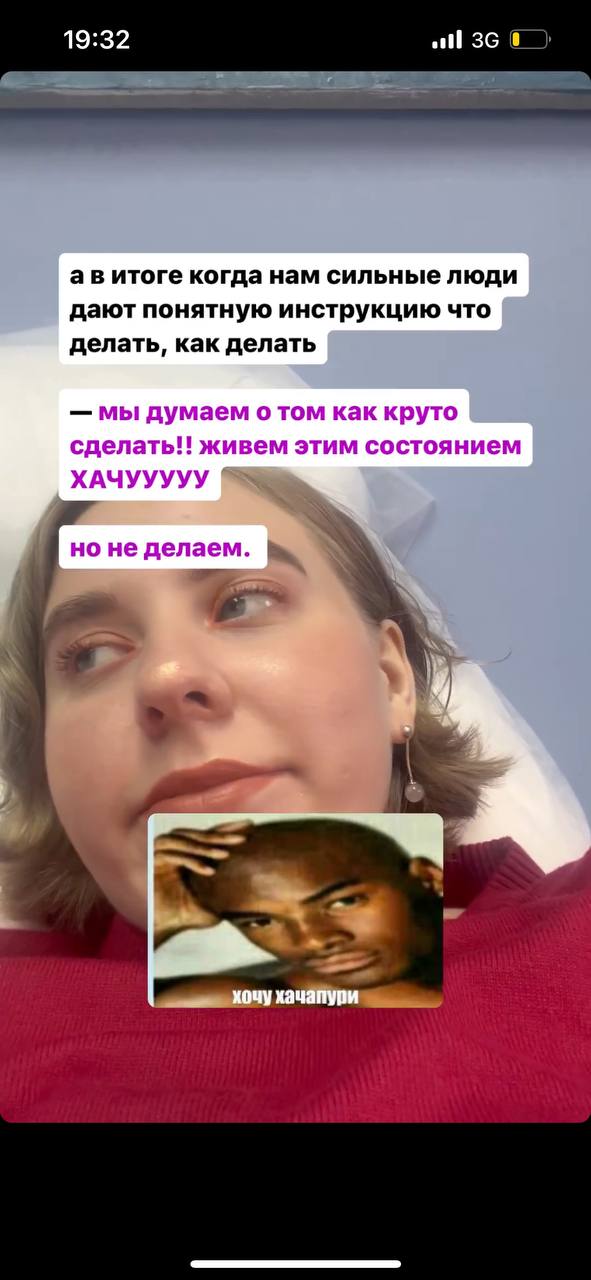 19:32
3G
а в итоге когда нам сильные люди
дают понятную инструкцию что
делать, как делать
— мы думаем о том как круто
сделать!! живем этим состоянием
ХАЧУУУУУ
но не делаем.
хочу хачапури